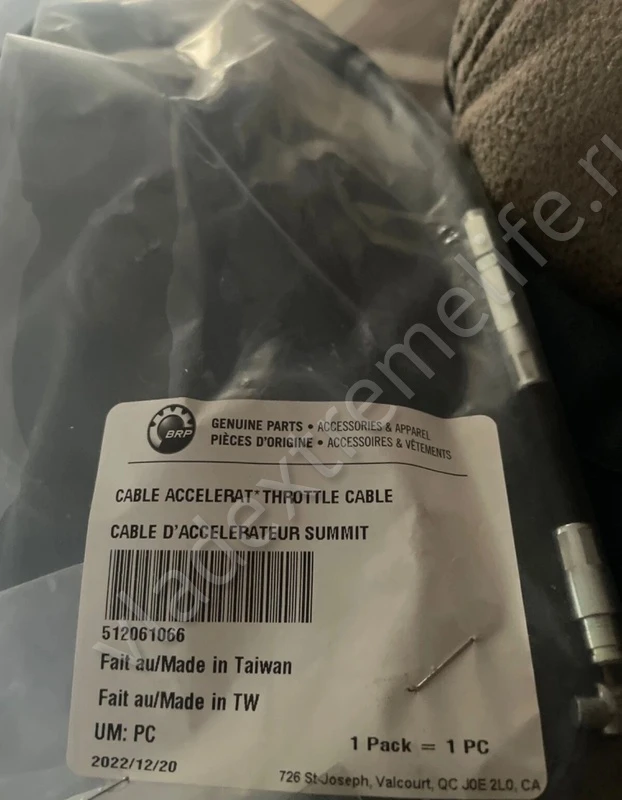 BRP
GENUINE PARTS • ACCESSORIES & APPAREL
PIÈCES D'ORIGINE • ACCESSOIRES & VÊTEMENTS
CABLE ACCELERAT*THROTTLE CABLE
CABLE D'ACCELERATEUR SUMMIT
512061066
Fait au/Made in Taiwan
Fait au/Made in TW
UM: PC
1 Pack = 1 PC
2022/12/20
726 St-Joseph, Valcourt, QC J0E 2L0, CA
vladextremelife.ru